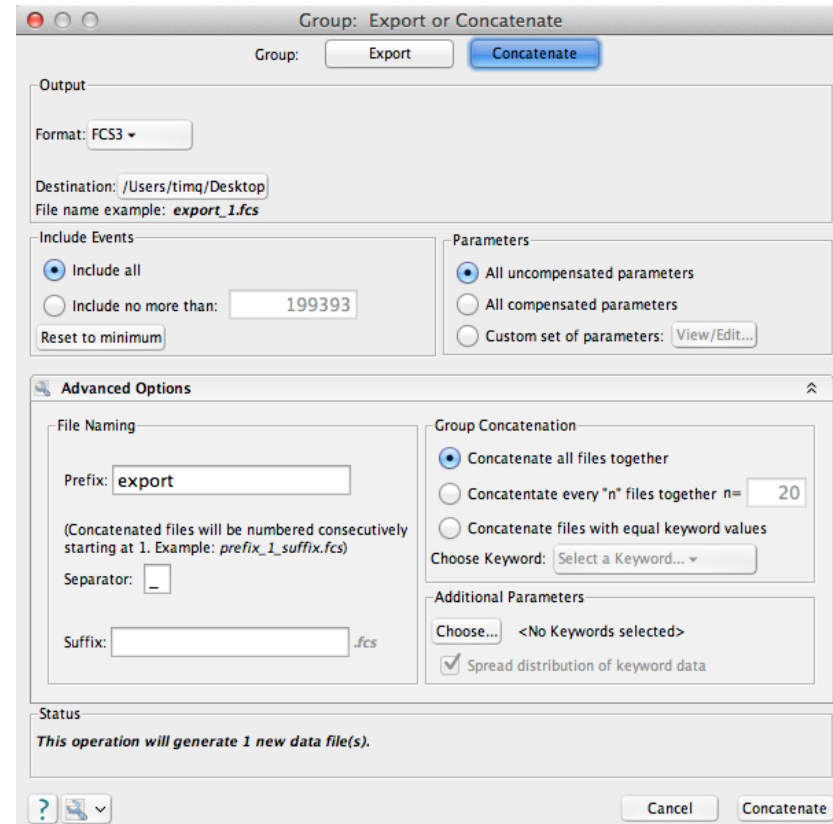 Group: Export or Concatenate
Group: Export Concatenate
Output
Format: FCS3
Destination: /Users/timq/Desktop
File name example: export_1.fcs
Include Events
Include all
Include no more than: 199393
Reset to minimum
Parameters
All uncompensated parameters
All compensated parameters
Custom set of parameters: View/Edit...
Advanced Options
File Naming
Prefix: export
(Concatenated files will be numbered consecutively
starting at 1. Example: prefix_1_suffix.fcs)
Separator: _
Suffix: .fcs
Group Concatenation
Concatenate all files together
Concatentate every "n" files together n= 20
Concatenate files with equal keyword values
Choose Keyword: Select a Keyword...
Additional Parameters
Choose... <No Keywords selected>
Spread distribution of keyword data
Status
This operation will generate 1 new data file(s).
? Cancel Concatenate